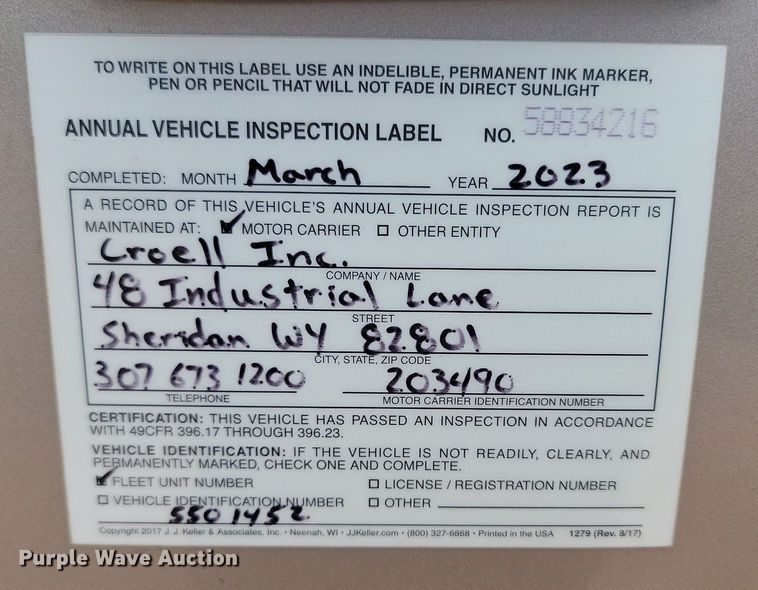 TO WRITE ON THIS LABEL USE AN INDELIBLE, PERMANENT INK MARKER,
PEN OR PENCIL THAT WILL NOT FADE IN DIRECT SUNLIGHT
ANNUAL VEHICLE INSPECTION LABEL NO. 58834216
COMPLETED: MONTH March YEAR 2023
A RECORD OF THIS VEHICLE'S ANNUAL VEHICLE INSPECTION REPORT IS
MAINTAINED AT: MOTOR CARRIER OTHER ENTITY
Croell Inc.
COMPANY / NAME
48 Industrial Lane
STREET
Sheridan WY 82801
CITY, STATE, ZIP CODE
307 673 1200 203490
TELEPHONE MOTOR CARRIER IDENTIFICATION NUMBER
CERTIFICATION: THIS VEHICLE HAS PASSED AN INSPECTION IN ACCORDANCE
WITH 49CFR 396.17 THROUGH 396.23.
VEHICLE IDENTIFICATION: IF THE VEHICLE IS NOT READILY, CLEARLY, AND
PERMANENTLY MARKED, CHECK ONE AND COMPLETE.
FLEET UNIT NUMBER LICENSE / REGISTRATION NUMBER
VEHICLE IDENTIFICATION NUMBER OTHER
5501452
Copyright 2017 J. J. Keller & Associates, Inc. • Neenah, WI • JJKeller.com • (800) 327-6868 • Printed in the USA 1279 (Rev. 8/17)
Purple Wave Auction